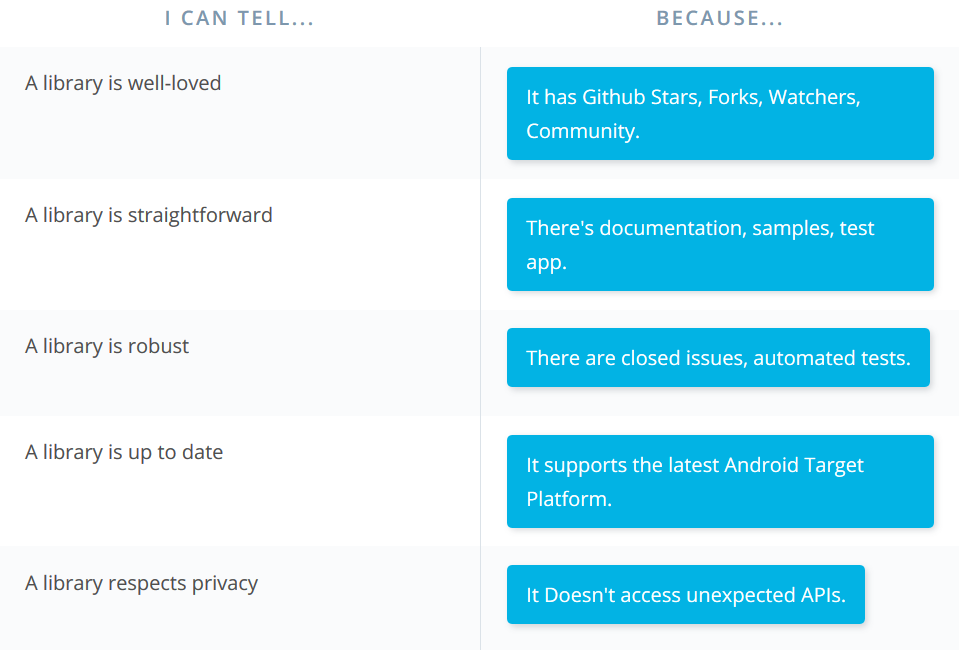 I CAN TELL...
BECAUSE...
A library is well-loved
It has Github Stars, Forks, Watchers,
Community.
A library is straightforward
There's documentation, samples, test
app.
A library is robust
There are closed issues, automated tests.
A library is up to date
It supports the latest Android Target
Platform.
A library respects privacy
It Doesn't access unexpected APIs.